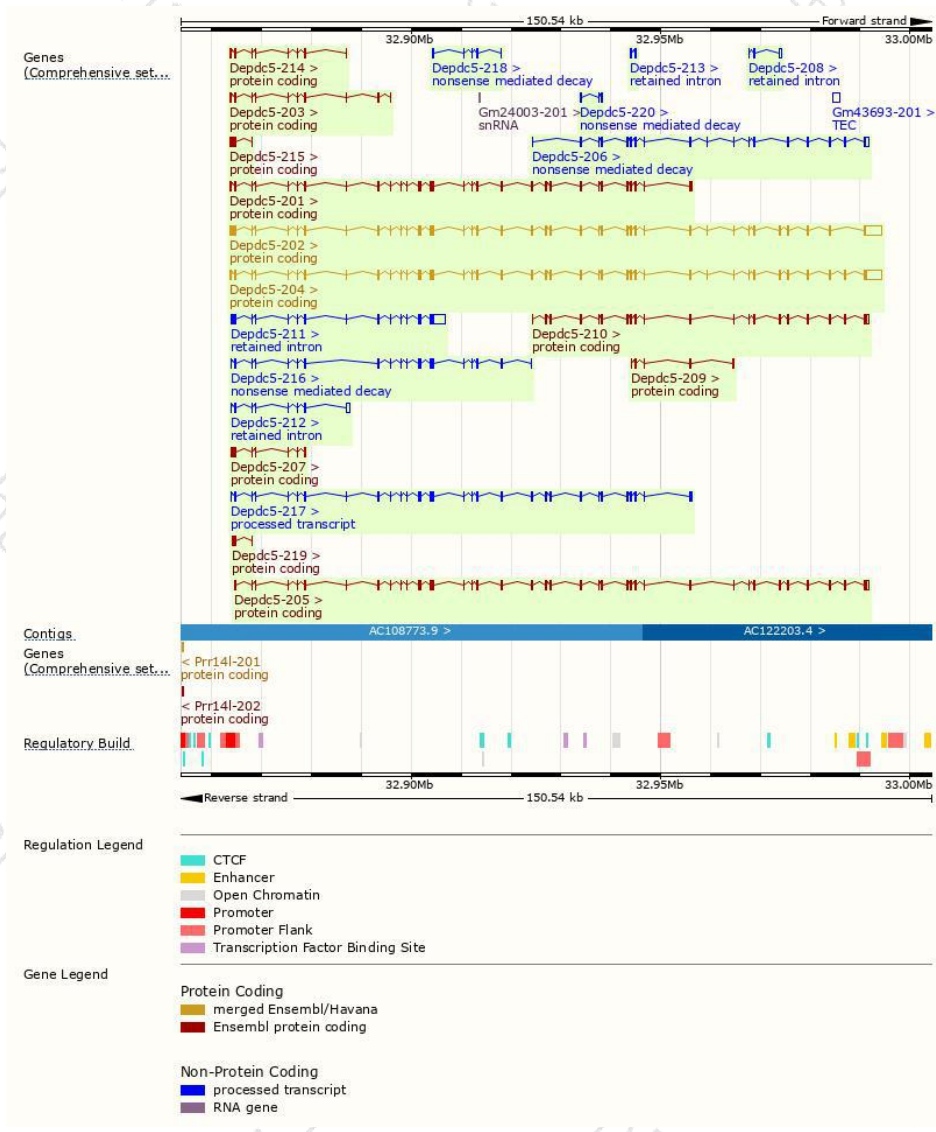 150.54 kb
Forward strand
32.90Mb
32.95Mb
33.00Mb
Genes
(Comprehensive set...
Depdc5-214 >
protein coding
Depdc5-218 >
nonsense mediated decay
Depdc5-213 >
retained intron
Depdc5-208 >
retained intron
Depdc5-203 >
protein coding
Gm24003-201 >
snRNA
Depdc5-220 >
nonsense mediated decay
Gm43693-201 >
TEC
Depdc5-215 >
protein coding
Depdc5-206 >
nonsense mediated decay
Depdc5-201 >
protein coding
Depdc5-202 >
protein coding
Depdc5-204 >
protein coding
Depdc5-211 >
retained intron
Depdc5-210 >
protein coding
Depdc5-216 >
nonsense mediated decay
Depdc5-209 >
protein coding
Depdc5-212 >
retained intron
Depdc5-207 >
protein coding
Depdc5-217 >
processed transcript
Depdc5-219 >
protein coding
Depdc5-205 >
protein coding
Contigs
AC108773.9 >
AC122203.4 >
Genes
(Comprehensive set...
< Prr14l-201
protein coding
< Prr14l-202
protein coding
Regulatory Build
32.90Mb
32.95Mb
33.00Mb
Reverse strand
150.54 kb
Regulation Legend
CTCF
Enhancer
Open Chromatin
Promoter
Promoter Flank
Transcription Factor Binding Site
Gene Legend
Protein Coding
merged Ensembl/Havana
Ensembl protein coding
Non-Protein Coding
processed transcript
RNA gene